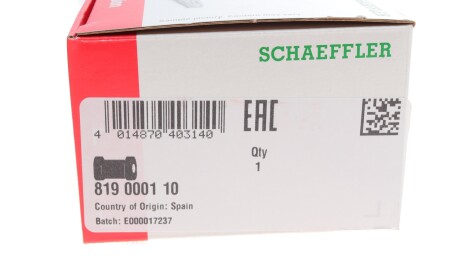 SCHAEFFLER
4 014870 403140
EAC
Qty
1
819 0001 10
Country of Origin: Spain
Batch: E000017237